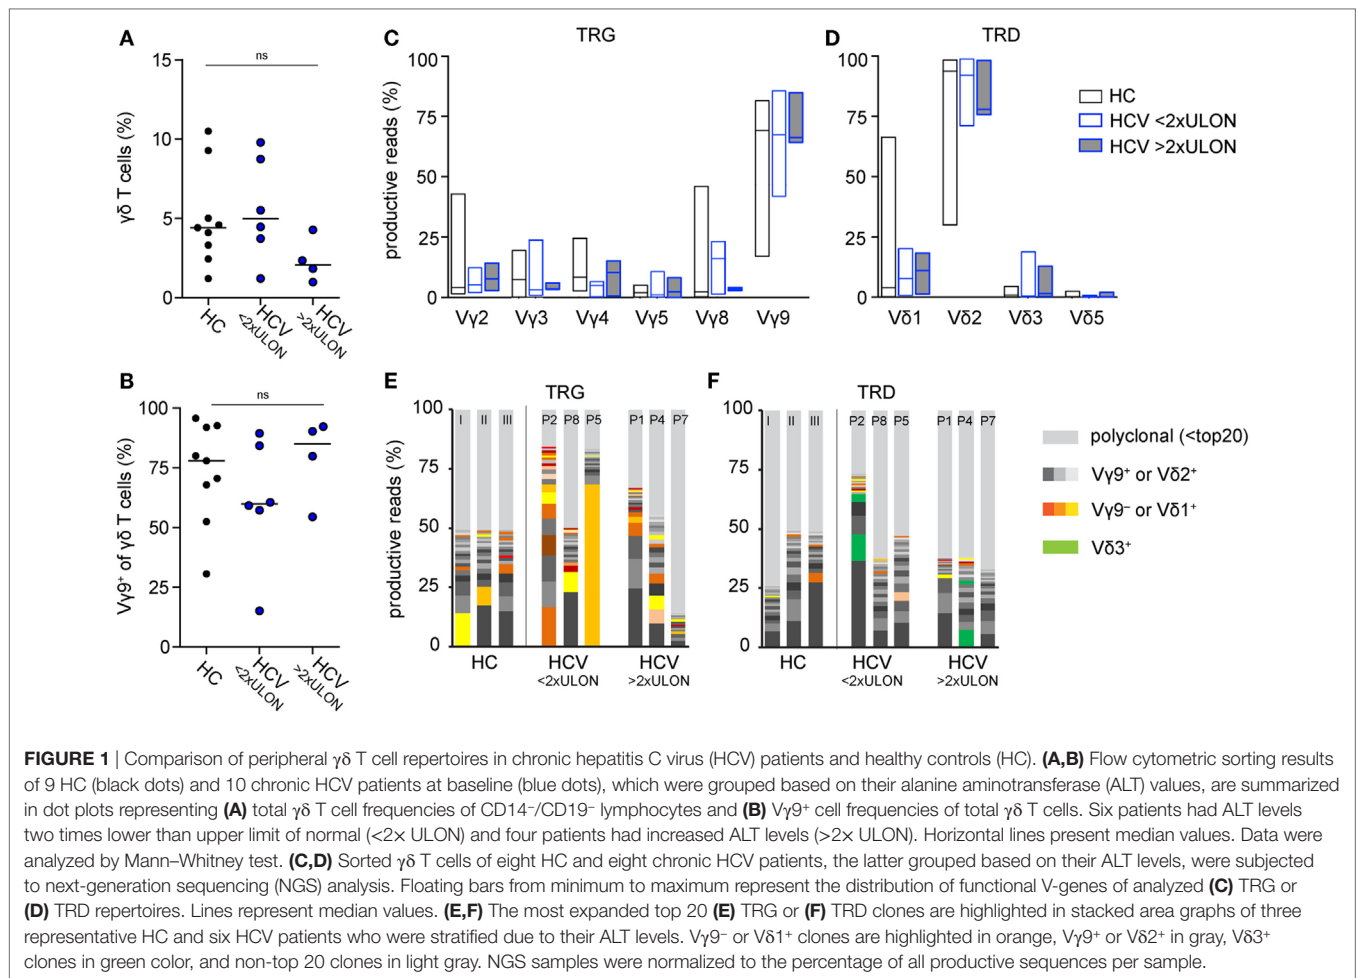 A
ns
15
10
5
0
γδ T cells (%)
HC
HCV
<2xULON
HCV
>2xULON
C
TRG
100
75
50
25
0
productive reads (%)
Vγ2 Vγ3 Vγ4 Vγ5 Vγ8 Vγ9
D
TRD
100
75
50
25
0
Vδ1 Vδ2 Vδ3 Vδ5
HC
HCV <2xULON
HCV >2xULON
B
ns
100
75
50
25
0
Vγ9⁺ of γδ T cells (%)
HC
HCV
<2xULON
HCV
>2xULON
E
TRG
100
75
50
25
0
productive reads (%)
I II III P2 P8 P5 P1 P4 P7
HC HCV HCV
<2xULON >2xULON
F
TRD
100
75
50
25
0
I II III P2 P8 P5 P1 P4 P7
HC HCV HCV
<2xULON >2xULON
polyclonal (<top20)
Vγ9⁺ or Vδ2⁺
Vγ9⁻ or Vδ1⁺
Vδ3⁺
FIGURE 1 | Comparison of peripheral γδ T cell repertoires in chronic hepatitis C virus (HCV) patients and healthy controls (HC). (A,B) Flow cytometric sorting results
of 9 HC (black dots) and 10 chronic HCV patients at baseline (blue dots), which were grouped based on their alanine aminotransferase (ALT) values, are summarized
in dot plots representing (A) total γδ T cell frequencies of CD14⁻/CD19⁻ lymphocytes and (B) Vγ9⁺ cell frequencies of total γδ T cells. Six patients had ALT levels
two times lower than upper limit of normal (<2× ULON) and four patients had increased ALT levels (>2× ULON). Horizontal lines present median values. Data were
analyzed by Mann–Whitney test. (C,D) Sorted γδ T cells of eight HC and eight chronic HCV patients, the latter grouped based on their ALT levels, were subjected
to next-generation sequencing (NGS) analysis. Floating bars from minimum to maximum represent the distribution of functional V-genes of analyzed (C) TRG or
(D) TRD repertoires. Lines represent median values. (E,F) The most expanded top 20 (E) TRG or (F) TRD clones are highlighted in stacked area graphs of three
representative HC and six HCV patients who were stratified due to their ALT levels. Vγ9⁻ or Vδ1⁺ clones are highlighted in orange, Vγ9⁺ or Vδ2⁺ in gray, Vδ3⁺
clones in green color, and non-top 20 clones in light gray. NGS samples were normalized to the percentage of all productive sequences per sample.